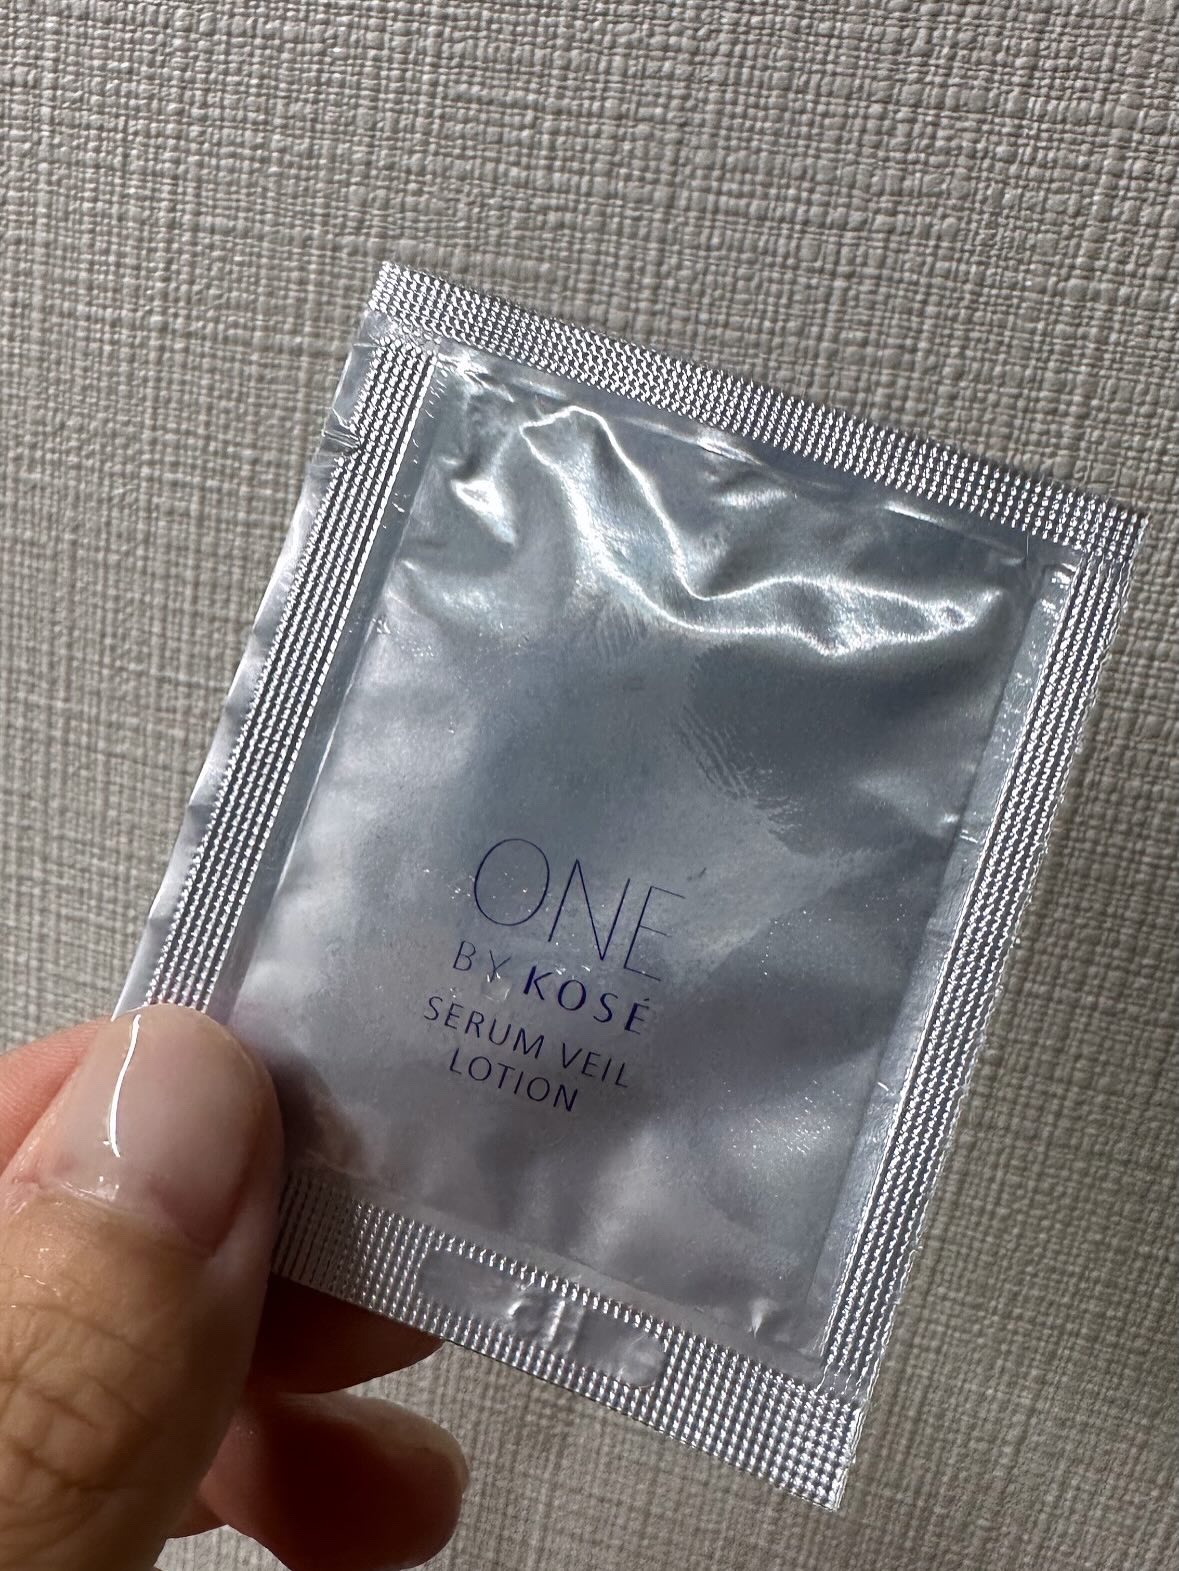 ONE
BY KOSÉ
SERUM VEIL
LOTION